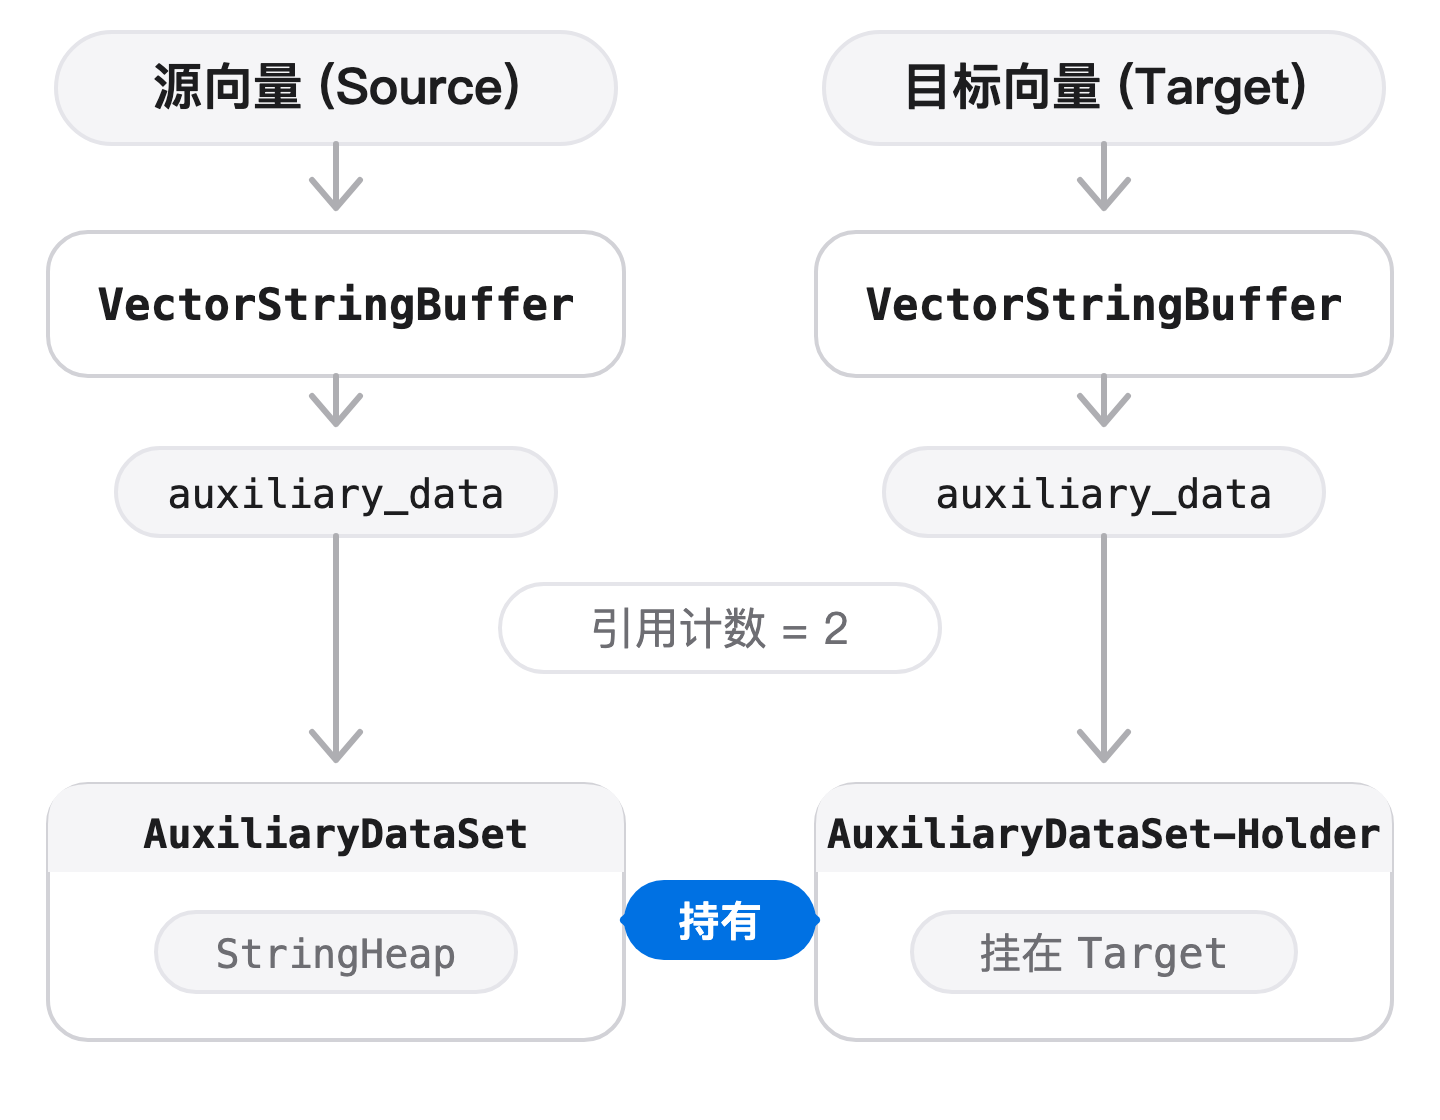 源向量 (Source)
目标向量 (Target)
VectorStringBuffer
VectorStringBuffer
auxiliary_data
auxiliary_data
引用计数 = 2
AuxiliaryDataSet
AuxiliaryDataSet-Holder
持有
StringHeap
挂在 Target